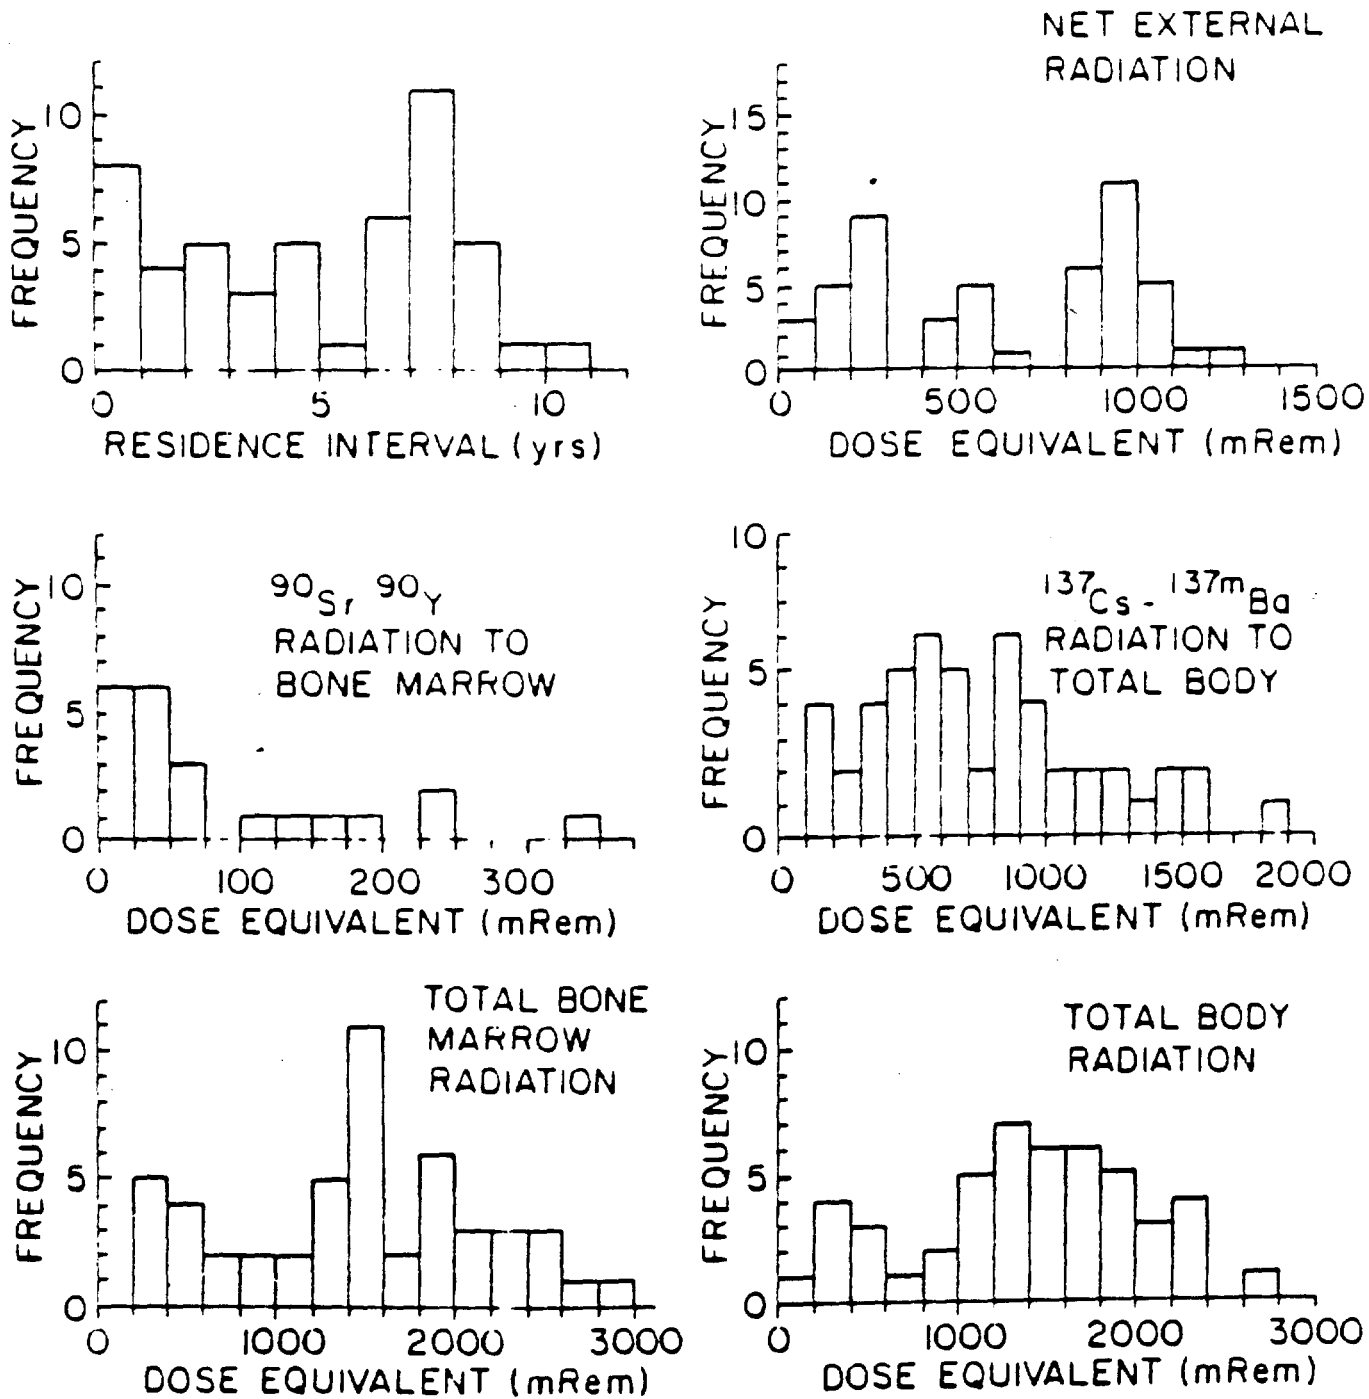 FREQUENCY
10
5
0
0 5 10
RESIDENCE INTERVAL (yrs)
NET EXTERNAL
RADIATION
FREQUENCY
15
10
5
0
0 500 1000 1500
DOSE EQUIVALENT (mRem)
FREQUENCY
10
5
0
90Sr, 90Y
RADIATION TO
BONE MARROW
0 100 200 300
DOSE EQUIVALENT (mRem)
FREQUENCY
10
5
0
137Cs - 137mBa
RADIATION TO
TOTAL BODY
0 500 1000 1500 2000
DOSE EQUIVALENT (mRem)
FREQUENCY
10
5
0
TOTAL BONE
MARROW
RADIATION
0 1000 2000 3000
DOSE EQUIVALENT (mRem)
FREQUENCY
10
5
0
TOTAL BODY
RADIATION
0 1000 2000 3000
DOSE EQUIVALENT (mRem)